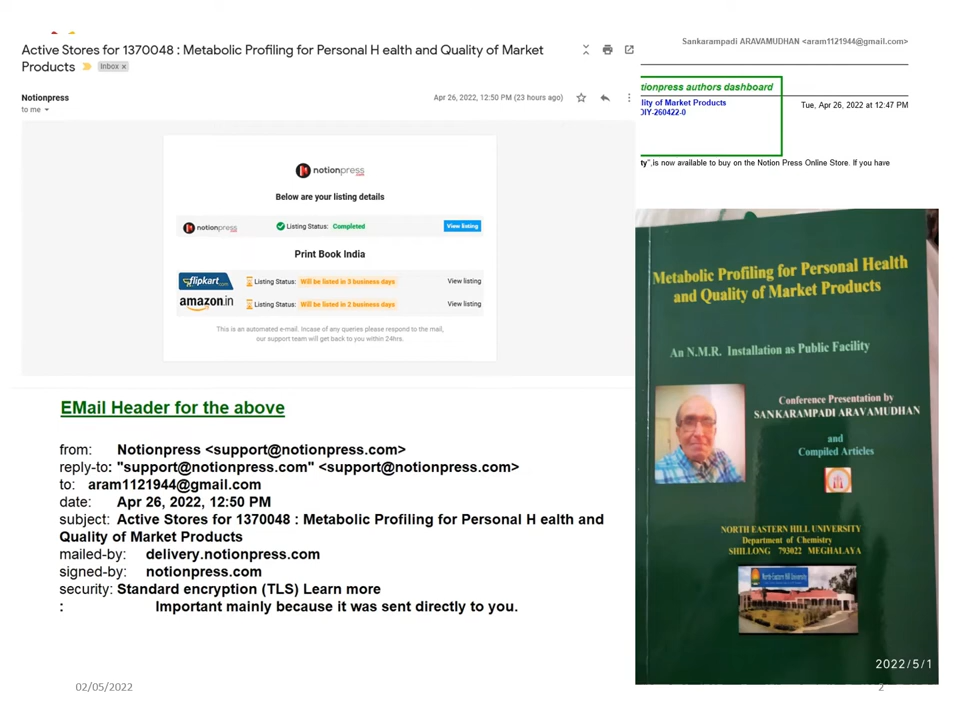 Active Stores for 1370048 : Metabolic Profiling for Personal H ealth and Quality of Market
Products
Inbox ×
Notionpress
to me
Apr 26, 2022, 12:50 PM (23 hours ago)
notionpress
.com
Below are your listing details
notionpress
.com
Listing Status: Completed
View listing
Print Book India
flipkart.com
Listing Status: Will be listed in 3 business days
View listing
amazon.in
Listing Status: Will be listed in 2 business days
View listing
This is an automated e-mail. Incase of any queries please respond to the mail,
our support team will get back to you within 24hrs.
Sankarampadi ARAVAMUDHAN <aram1121944@gmail.com>
tionpress authors dashboard
lity of Market Products
DIY-260422-0
Tue, Apr 26, 2022 at 12:47 PM
ty",is now available to buy on the Notion Press Online Store. If you have
EMail Header for the above
from: Notionpress <support@notionpress.com>
reply-to: "support@notionpress.com" <support@notionpress.com>
to: aram1121944@gmail.com
date: Apr 26, 2022, 12:50 PM
subject: Active Stores for 1370048 : Metabolic Profiling for Personal H ealth and
Quality of Market Products
mailed-by: delivery.notionpress.com
signed-by: notionpress.com
security: Standard encryption (TLS) Learn more
: Important mainly because it was sent directly to you.
Metabolic Profiling for Personal Health
and Quality of Market Products
An N.M.R. Installation as Public Facility
Conference Presentation by
SANKARAMPADI ARAVAMUDHAN
and
Compiled Articles
NORTH EASTERN HILL UNIVERSITY
Department of Chemistry
SHILLONG 793022 MEGHALAYA
North-Eastern Hill University
2022/5/1
02/05/2022
2